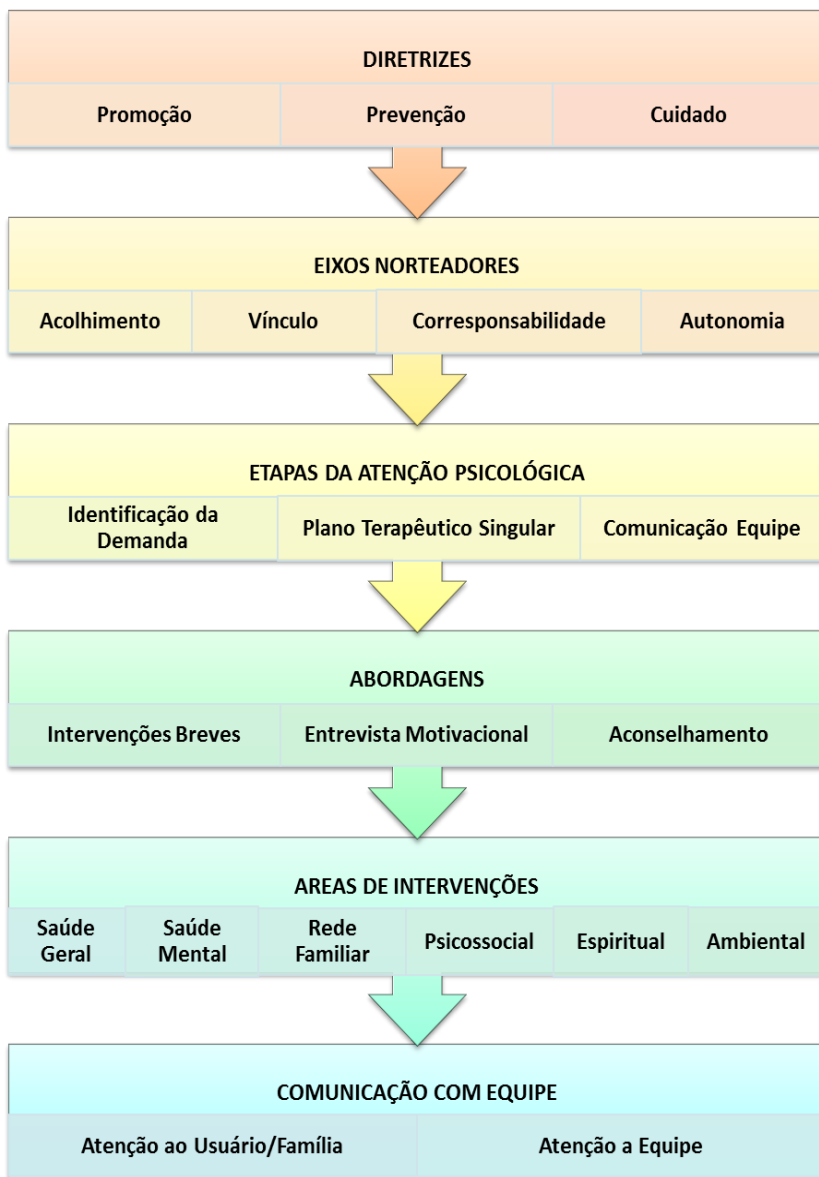 DIRETRIZES
Promoção
Prevenção
Cuidado
EIXOS NORTEADORES
Acolhimento
Vínculo
Corresponsabilidade
Autonomia
ETAPAS DA ATENÇÃO PSICOLÓGICA
Identificação da
Demanda
Plano Terapêutico Singular
Comunicação Equipe
ABORDAGENS
Intervenções Breves
Entrevista Motivacional
Aconselhamento
AREAS DE INTERVENÇÕES
Saúde
Geral
Saúde
Mental
Rede
Familiar
Psicossocial
Espiritual
Ambiental
COMUNICAÇÃO COM EQUIPE
Atenção ao Usuário/Família
Atenção a Equipe